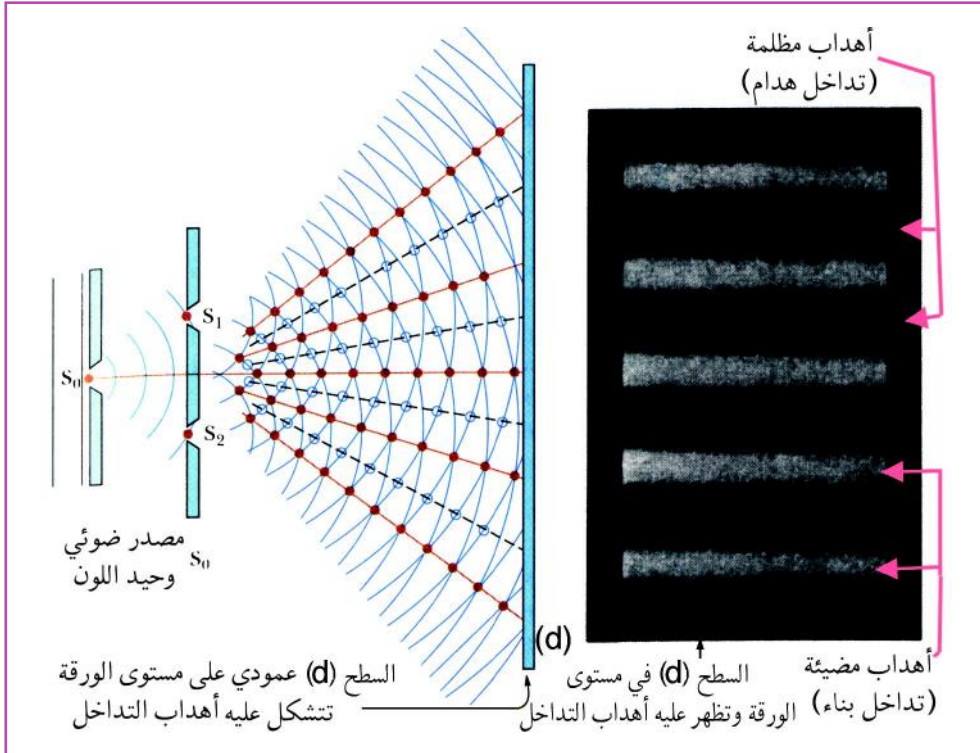 أهداب مظلمة
(تداخل هدام)
S₁
S₀
S₂
مصدر ضوئي
وحيد اللون
S₀
(d)
السطح (d) عمودي على مستوى الورقة
تتشكل عليه أهداب التداخل
السطح (d) في مستوى
الورقة وتظهر عليه أهداب التداخل
أهداب مضيئة
(تداخل بناء)